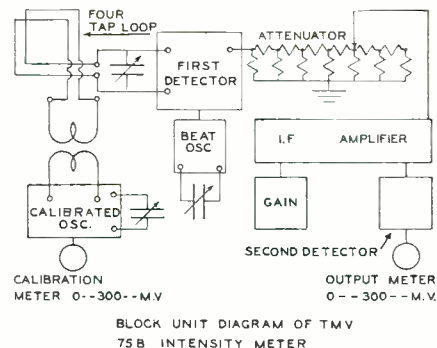 FOUR
TAP LOOP
ATTENUATOR
FIRST
DETECTOR
BEAT
OSC
I.F AMPLIFIER
CALIBRATED
OSC.
GAIN
SECOND DETECTOR
CALIBRATION
METER 0--300--M.V
OUTPUT METER
0--300--M.V.
BLOCK UNIT DIAGRAM OF TMV
75B INTENSITY METER